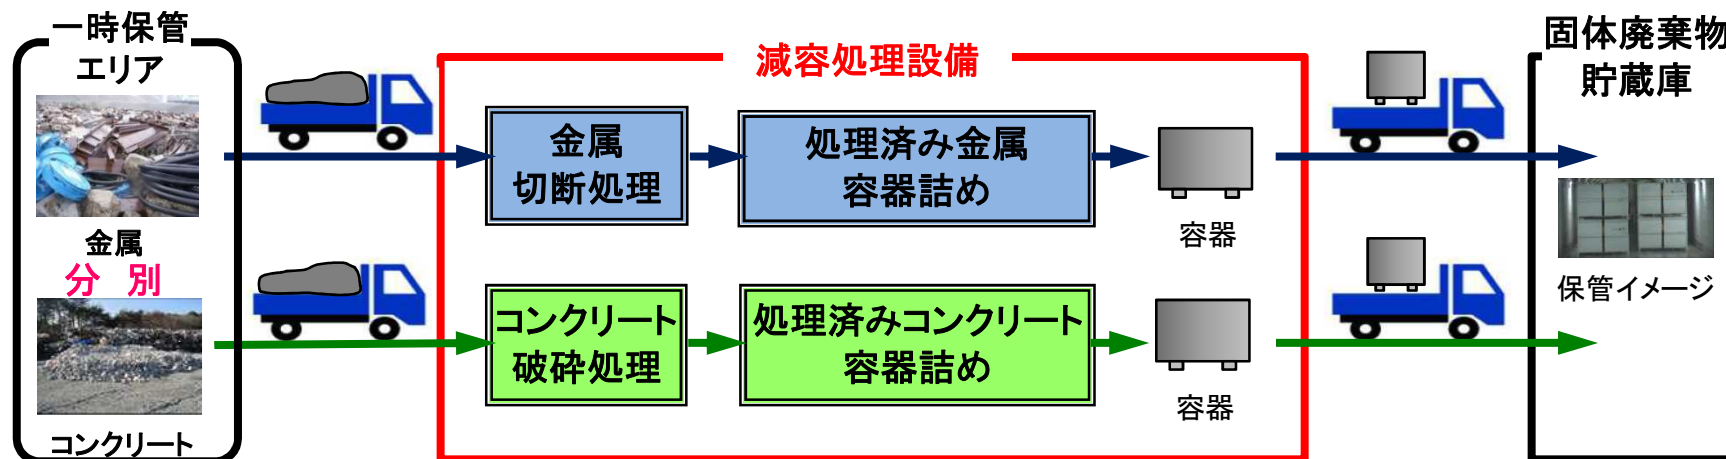 一時保管
エリア
金属
分 別
コンクリート
減容処理設備
金属
切断処理
処理済み金属
容器詰め
容器
コンクリート
破砕処理
処理済みコンクリート
容器詰め
容器
固体廃棄物
貯蔵庫
保管イメージ